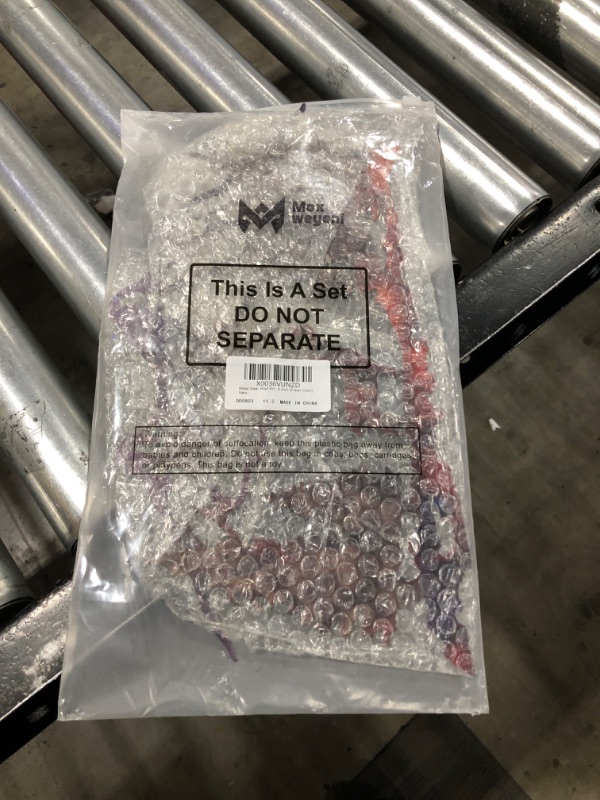 Max
weyeni
This Is A Set
DO NOT
SEPARATE
X0036VUNZD
New
MADE IN CHINA
Warning:
To avoid danger of suffocation, keep this plastic bag away from
babies and children. Do not use this bag in cribs, beds, carriages
or playpens. This bag is not a toy.